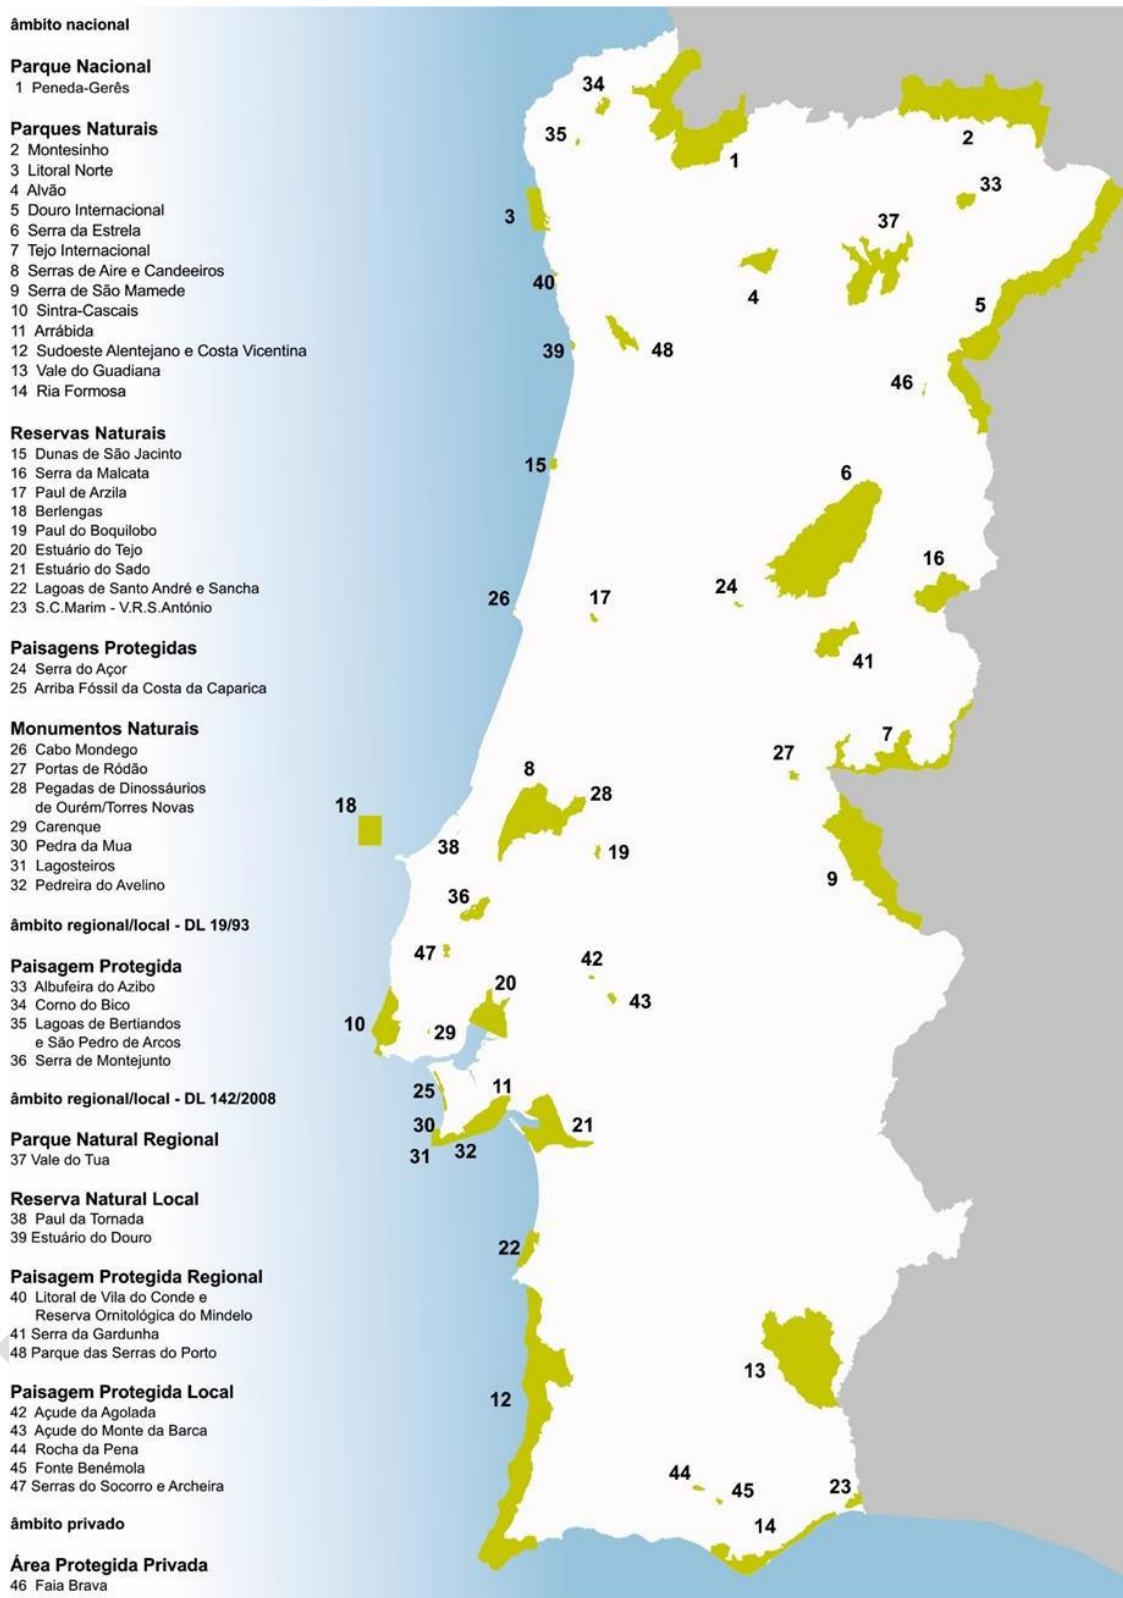 âmbito nacional
Parque Nacional
1 Peneda-Gerês
Parques Naturais
2 Montesinho
3 Litoral Norte
4 Alvão
5 Douro Internacional
6 Serra da Estrela
7 Tejo Internacional
8 Serras de Aire e Candeeiros
9 Serra de São Mamede
10 Sintra-Cascais
11 Arrábida
12 Sudoeste Alentejano e Costa Vicentina
13 Vale do Guadiana
14 Ria Formosa
Reservas Naturais
15 Dunas de São Jacinto
16 Serra da Malcata
17 Paul de Arzila
18 Berlengas
19 Paul do Boquilobo
20 Estuário do Tejo
21 Estuário do Sado
22 Lagoas de Santo André e Sancha
23 S.C.Marim - V.R.S.António
Paisagens Protegidas
24 Serra do Açor
25 Arriba Fóssil da Costa da Caparica
Monumentos Naturais
26 Cabo Mondego
27 Portas de Ródão
28 Pegadas de Dinossáurios
de Ourém/Torres Novas
29 Carenque
30 Pedra da Mua
31 Lagosteiros
32 Pedreira do Avelino
âmbito regional/local - DL 19/93
Paisagem Protegida
33 Albufeira do Azibo
34 Corno do Bico
35 Lagoas de Bertiandos
e São Pedro de Arcos
36 Serra de Montejunto
âmbito regional/local - DL 142/2008
Parque Natural Regional
37 Vale do Tua
Reserva Natural Local
38 Paul da Tornada
39 Estuário do Douro
Paisagem Protegida Regional
40 Litoral de Vila do Conde e
Reserva Ornitológica do Mindelo
41 Serra da Gardunha
48 Parque das Serras do Porto
Paisagem Protegida Local
42 Açude da Agolada
43 Açude do Monte da Barca
44 Rocha da Pena
45 Fonte Benémola
47 Serras do Socorro e Archeira
âmbito privado
Área Protegida Privada
46 Faia Brava
34
35
2
1
33
3
37
40
4
5
39
48
46
15
6
16
24
26
17
41
7
27
8
28
18
38
19
9
36
47
42
20
43
10
29
25
11
30
21
32
31
22
13
12
44
45
23
14